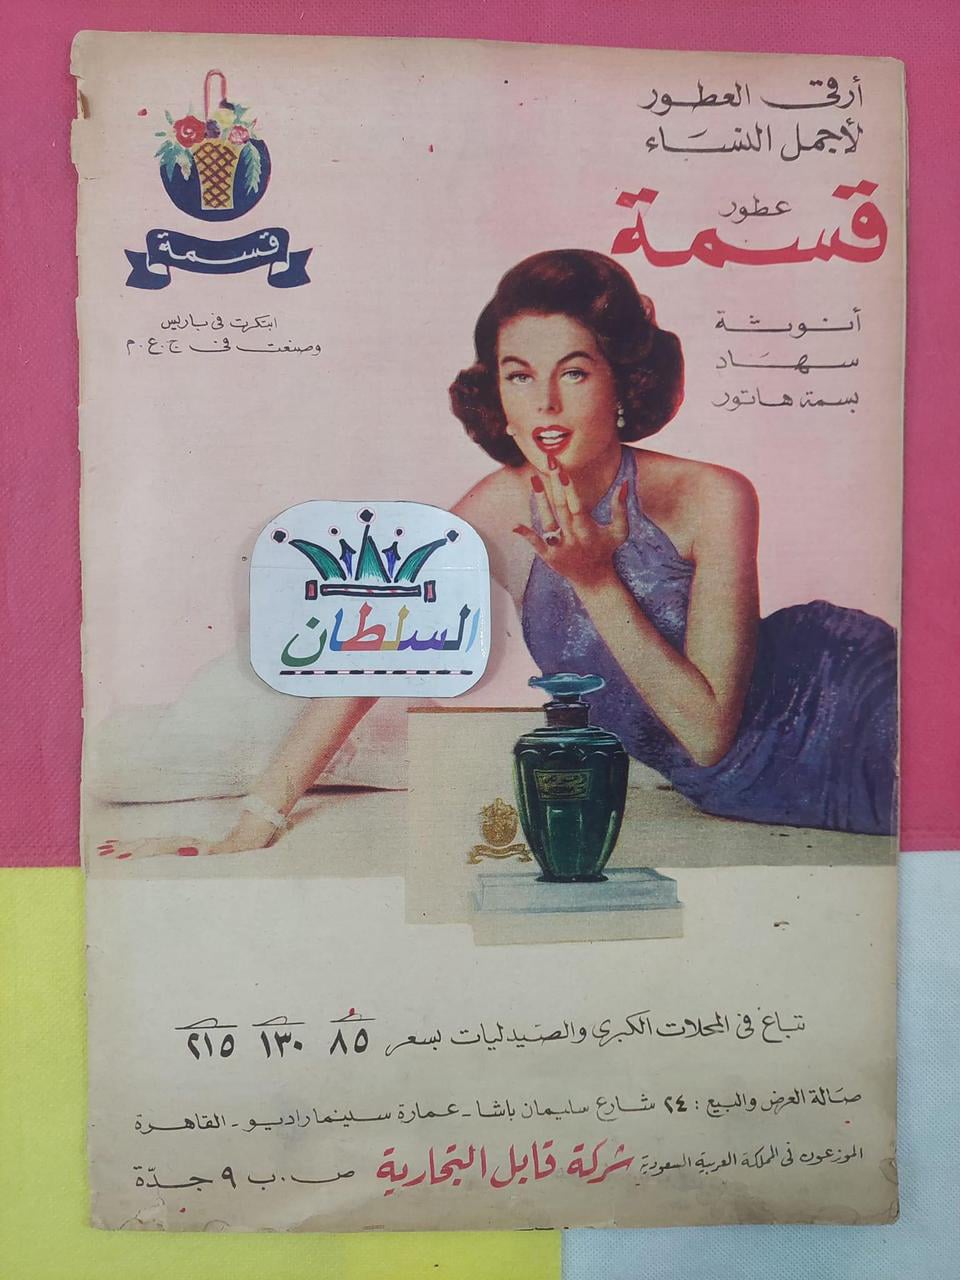 أرقى العطور
لأجمل النساء
عطور
قسمة
أنوثة
سهاد
بسمة هاتور
قسمة
ابتكرت فى باريس
وصنعت فى ج.ع.م
السلطان
تباع فى المحلات الكبرى والصيدليات بسعر ٨٥ ١٣٠ ٢١٥
صالة العرض والبيع : ٢٤ شارع سليمان باشا - عمارة سينما راديو - القاهرة
الموزعون فى المملكة العربية السعودية شركة قابل التجارية ص.ب ٩ جدّة